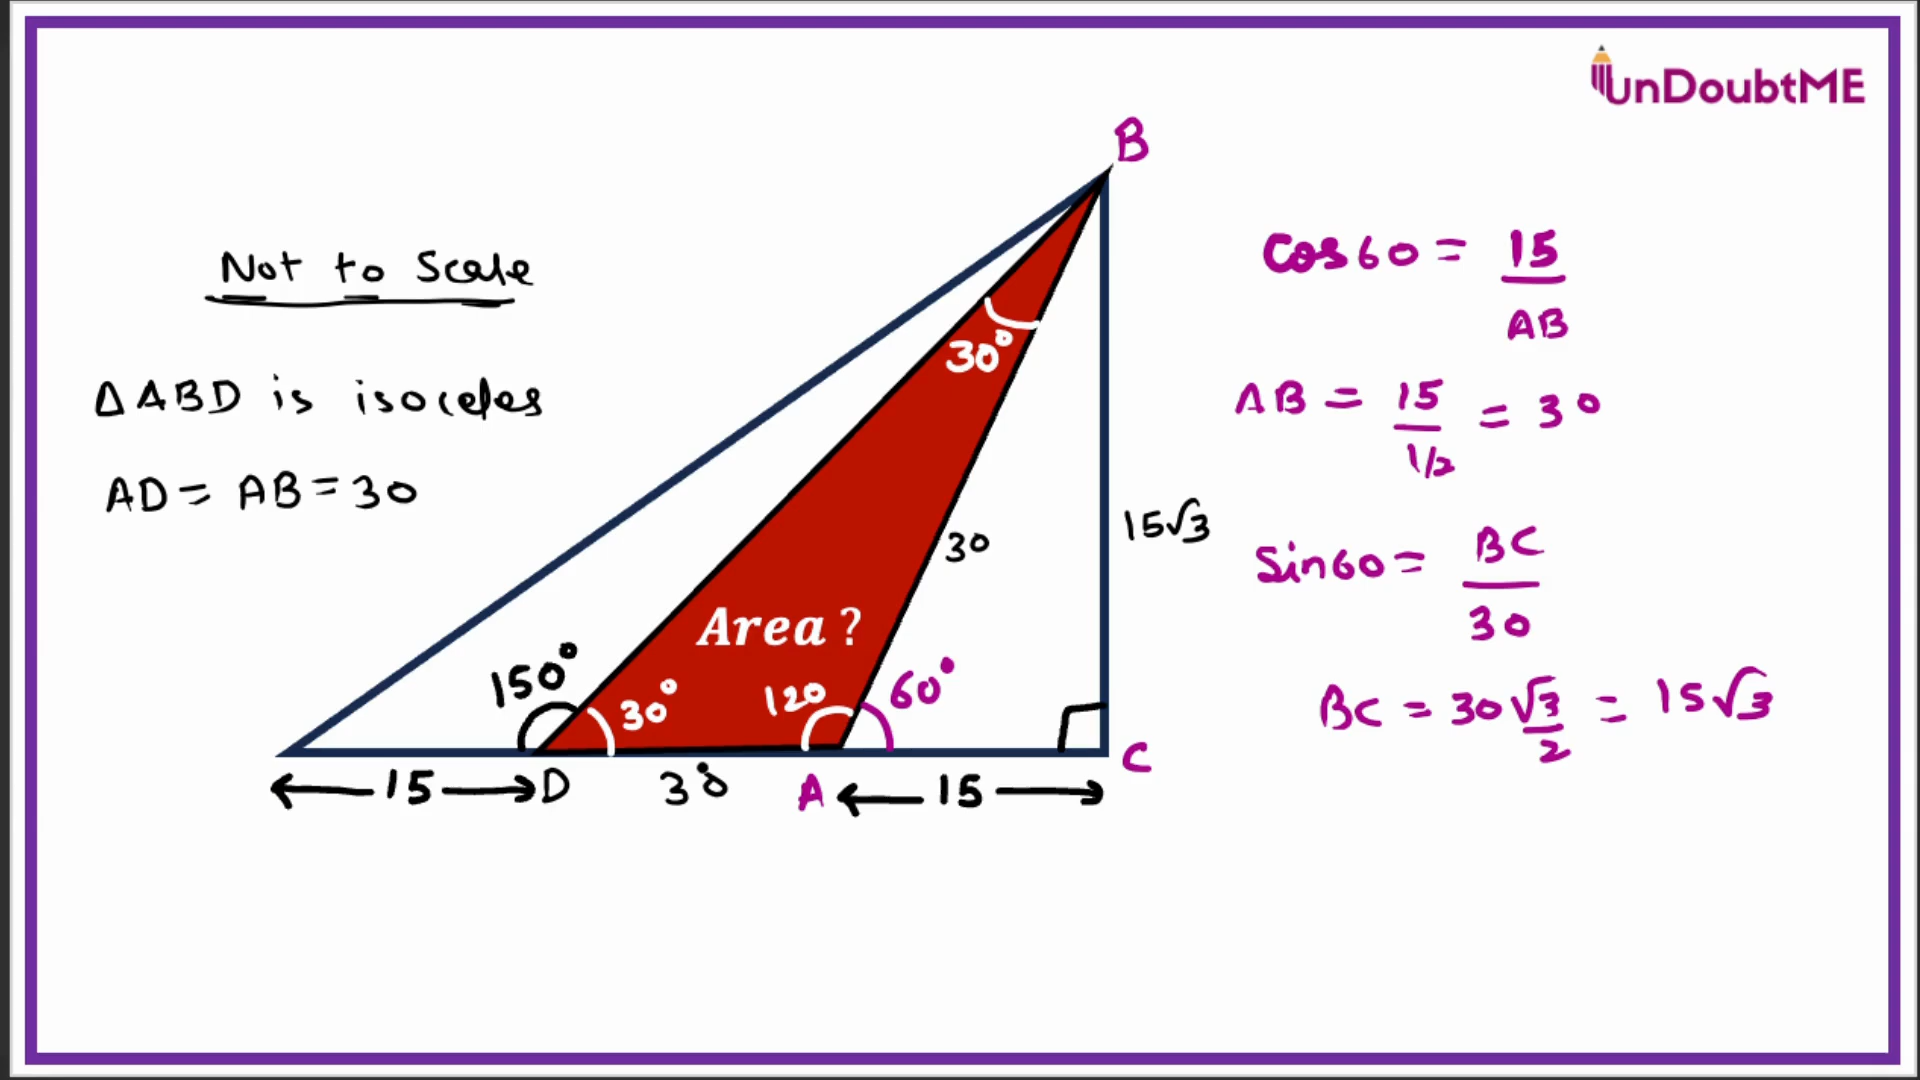 UnDoubtME
B
Not to Scale
30°
Cos60 = 15/AB
△ABD is isoceles
AB = 15/1/2 = 30
AD = AB = 30
30
15√3
Sin60 = BC/30
Area ?
150°
30°
120
60°
BC = 30 √3/2 = 15√3
C
15
D
30
A
15